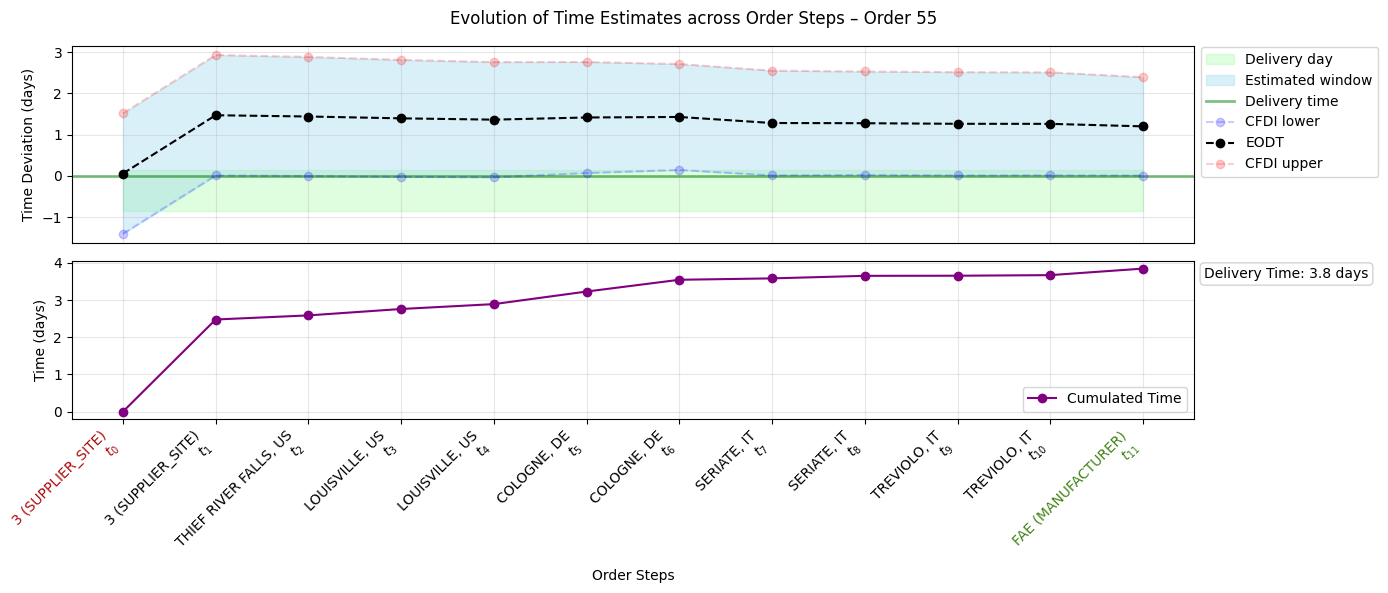 Evolution of Time Estimates across Order Steps – Order 55
Time Deviation (days)
3
2
1
0
−1
Delivery day
Estimated window
Delivery time
CFDI lower
EODT
CFDI upper
Time (days)
4
3
2
1
0
Delivery Time: 3.8 days
Cumulated Time
3 (SUPPLIER_SITE)
t0
3 (SUPPLIER_SITE)
t1
THIEF RIVER FALLS, US
t2
LOUISVILLE, US
t3
LOUISVILLE, US
t4
COLOGNE, DE
t5
COLOGNE, DE
t6
SERIATE, IT
t7
SERIATE, IT
t8
TREVIOLO, IT
t9
TREVIOLO, IT
t10
FAE (MANUFACTURER)
t11
Order Steps